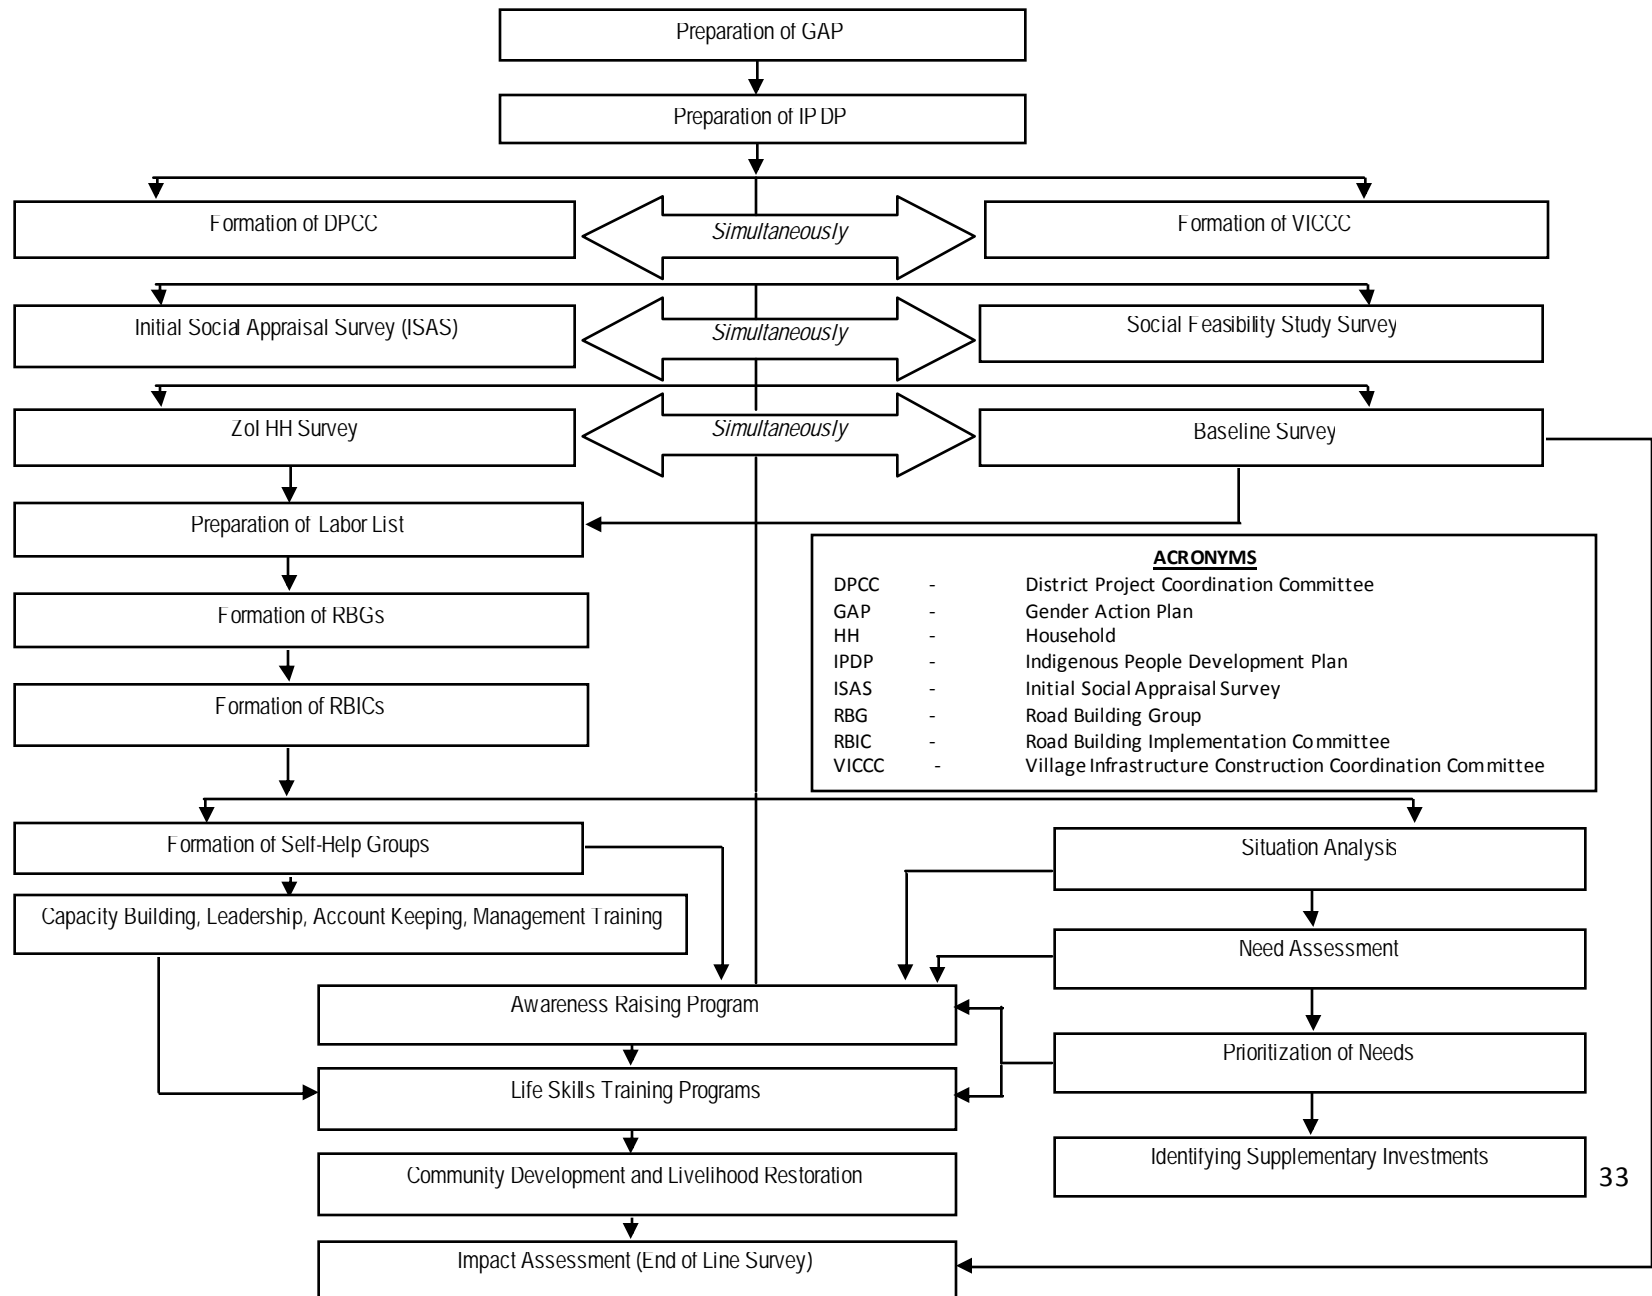 Preparation of GAP
Preparation of IPDP
Formation of DPCC
Simultaneously
Formation of VICCC
Initial Social Appraisal Survey (ISAS)
Simultaneously
Social Feasibility Study Survey
ZoI HH Survey
Simultaneously
Baseline Survey
Preparation of Labor List
ACRONYMS
DPCC - District Project Coordination Committee
GAP - Gender Action Plan
HH - Household
IPDP - Indigenous People Development Plan
ISAS - Initial Social Appraisal Survey
RBG - Road Building Group
RBIC - Road Building Implementation Committee
VICCC - Village Infrastructure Construction Coordination Committee
Formation of RBGs
Formation of RBICs
Formation of Self-Help Groups
Situation Analysis
Capacity Building, Leadership, Account Keeping, Management Training
Need Assessment
Awareness Raising Program
Prioritization of Needs
Life Skills Training Programs
Identifying Supplementary Investments
33
Community Development and Livelihood Restoration
Impact Assessment (End of Line Survey)